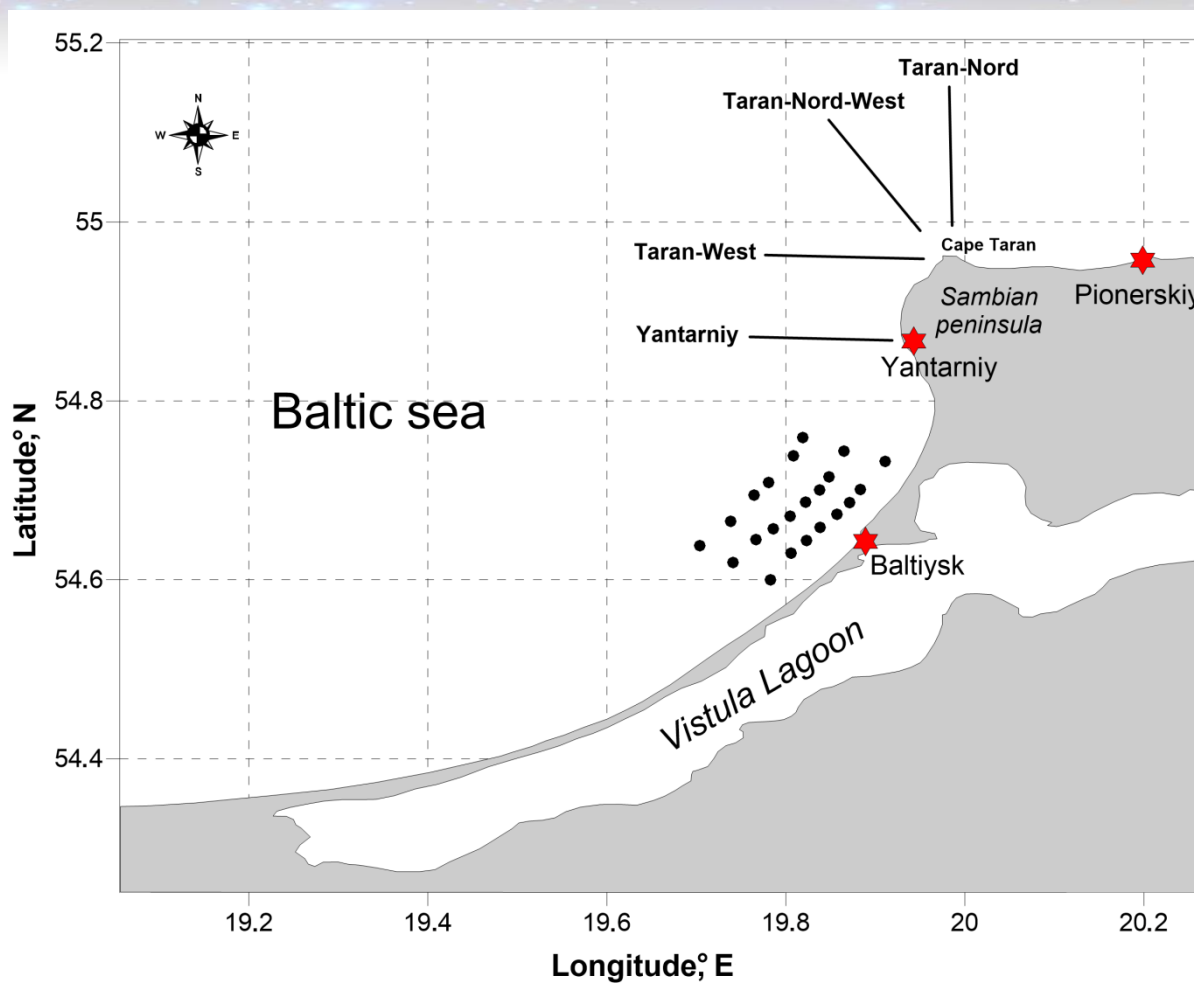 55.2
Taran-Nord
Taran-Nord-West
N
W E
S
55
Cape Taran
Taran-West
Sambian
peninsula
Pionerskiy
Yantarniy
Yantarniy
54.8
Baltic sea
Latitude,° N
54.6
Baltiysk
Vistula Lagoon
54.4
19.2 19.4 19.6 19.8 20 20.2
Longitude,° E